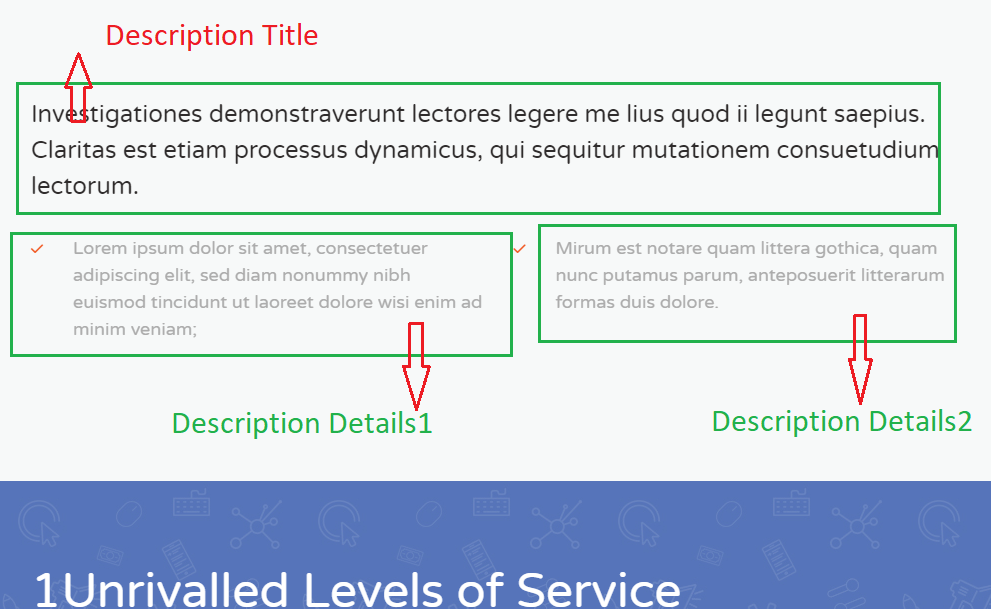 Description Title
Investigationes demonstraverunt lectores legere me lius quod ii legunt saepius.
Claritas est etiam processus dynamicus, qui sequitur mutationem consuetudium
lectorum.
Lorem ipsum dolor sit amet, consectetuer
adipiscing elit, sed diam nonummy nibh
euismod tincidunt ut laoreet dolore wisi enim ad
minim veniam;
Mirum est notare quam littera gothica, quam
nunc putamus parum, anteposuerit litterarum
formas duis dolore.
Description Details1
Description Details2
1Unrivalled Levels of Service